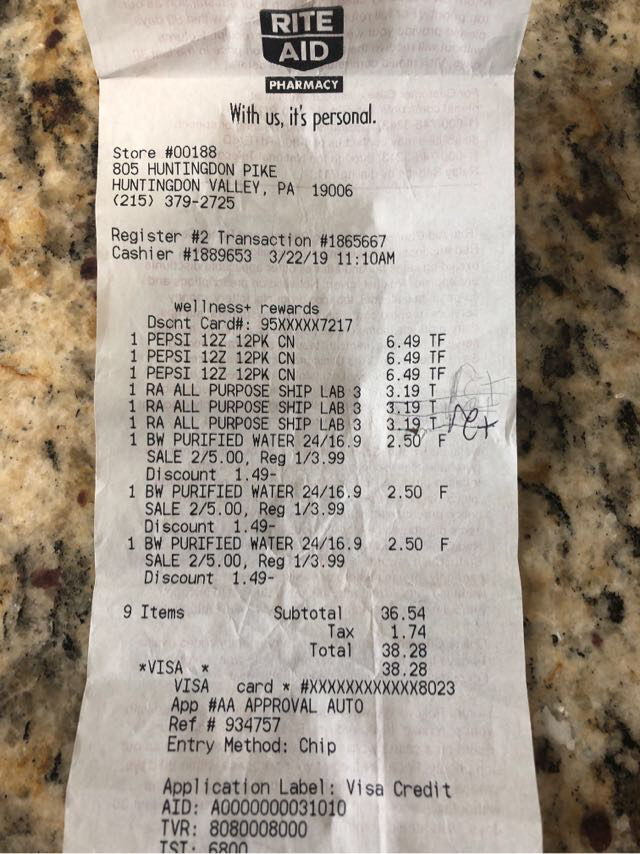 RITE
AID
PHARMACY
With us, it's personal.
Store #00188
805 HUNTINGDON PIKE
HUNTINGDON VALLEY, PA 19006
(215) 379-2725
Register #2 Transaction #1865667
Cashier #1889653 3/22/19 11:10AM
wellness+ rewards
Dscnt Card#: 95XXXXX7217
1 PEPSI 12Z 12PK CN 6.49 TF
1 PEPSI 12Z 12PK CN 6.49 TF
1 PEPSI 12Z 12PK CN 6.49 TF
1 RA ALL PURPOSE SHIP LAB 3 3.19 T
1 RA ALL PURPOSE SHIP LAB 3 3.19 T
1 RA ALL PURPOSE SHIP LAB 3 3.19 T
1 BW PURIFIED WATER 24/16.9 2.50 F
SALE 2/5.00, Reg 1/3.99
Discount 1.49-
1 BW PURIFIED WATER 24/16.9 2.50 F
SALE 2/5.00, Reg 1/3.99
Discount 1.49-
1 BW PURIFIED WATER 24/16.9 2.50 F
SALE 2/5.00, Reg 1/3.99
Discount 1.49-
9 Items Subtotal 36.54
Tax 1.74
Total 38.28
*VISA * 38.28
VISA card * #XXXXXXXXXXXX8023
App #AA APPROVAL AUTO
Ref # 934757
Entry Method: Chip
Application Label: Visa Credit
AID: A0000000031010
TVR: 8080008000
TSI: 6800